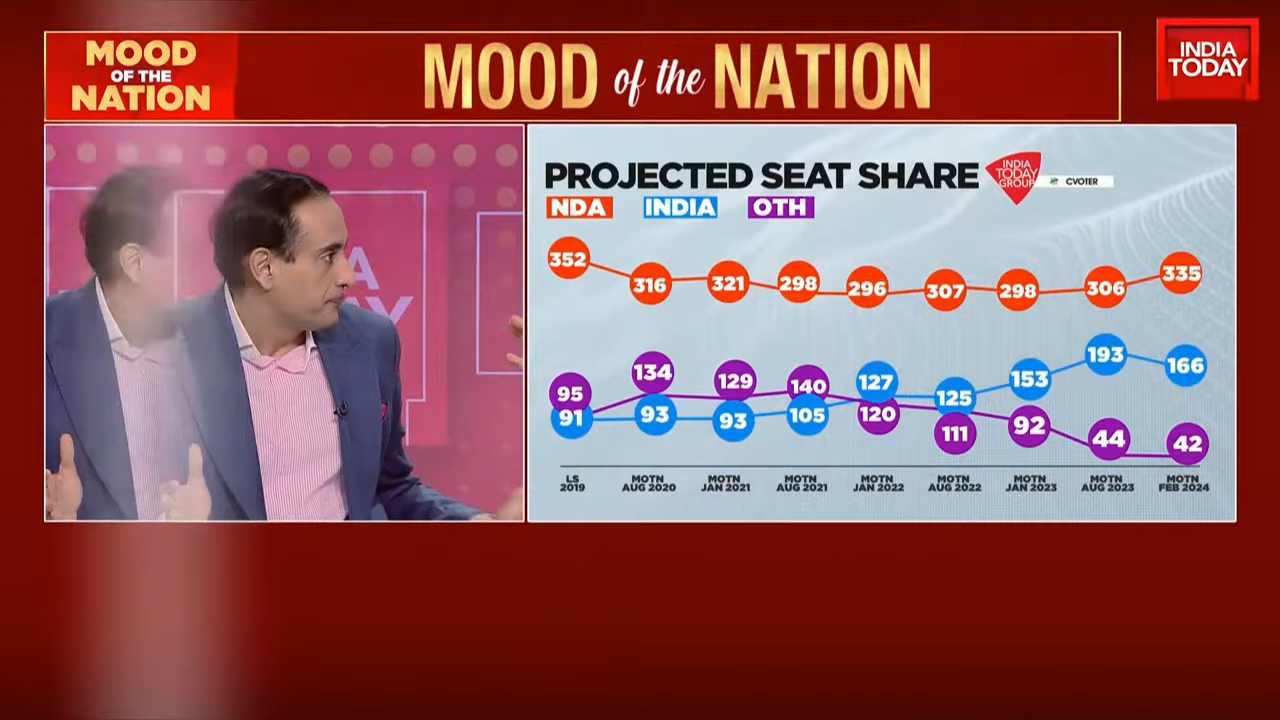 MOOD
OF THE
NATION
MOOD of the NATION
INDIA
TODAY
PROJECTED SEAT SHARE
INDIA
TODAY
GROUP
CVOTER
NDA INDIA OTH
352 316 321 298 296 307 298 306 335
95 134 129 140 127 125 153 193 166
91 93 93 105 120 111 92 44 42
LS MOTN MOTN MOTN MOTN MOTN MOTN MOTN MOTN
2019 AUG 2020 JAN 2021 AUG 2021 JAN 2022 AUG 2022 JAN 2023 AUG 2023 FEB 2024